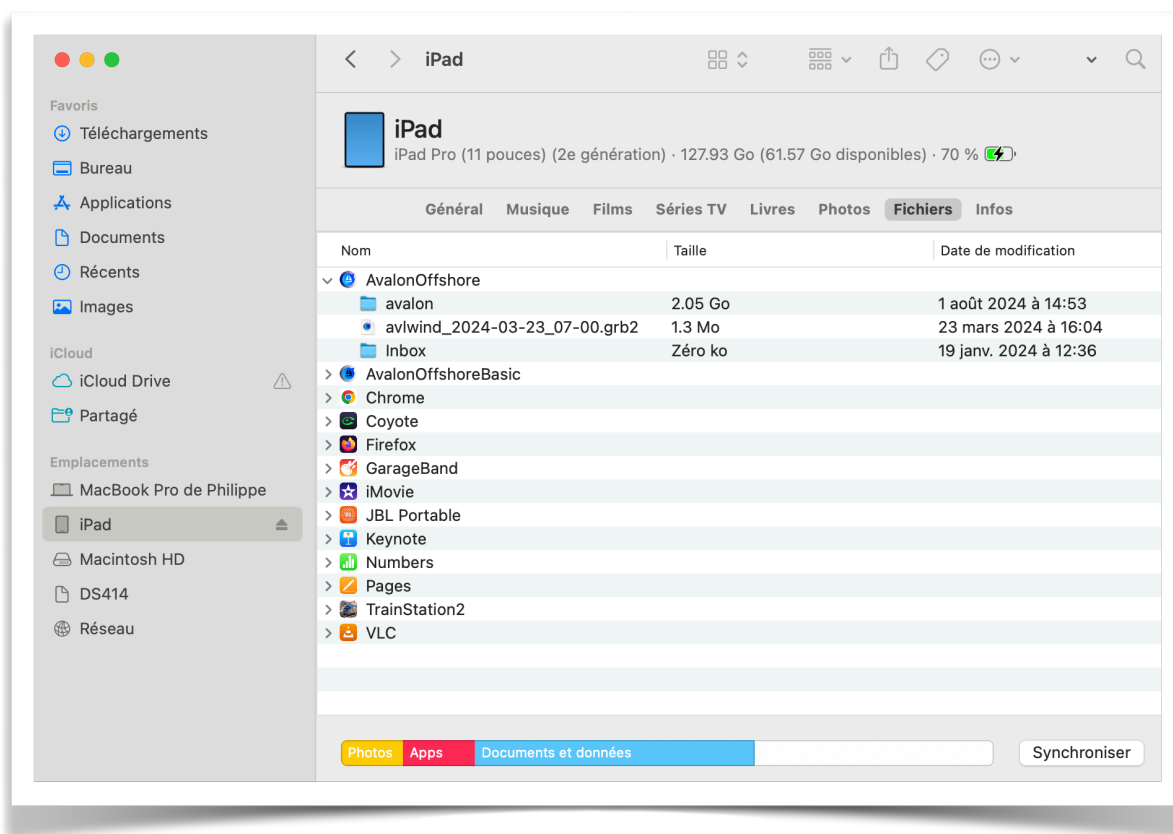 iPad
Favoris
Téléchargements
Bureau
Applications
Documents
Récents
Images
iCloud
iCloud Drive
Partagé
Emplacements
MacBook Pro de Philippe
iPad
Macintosh HD
DS414
Réseau
iPad
iPad Pro (11 pouces) (2e génération) · 127.93 Go (61.57 Go disponibles) · 70 %
Général Musique Films Séries TV Livres Photos Fichiers Infos
Nom Taille Date de modification
AvalonOffshore
avalon 2.05 Go 1 août 2024 à 14:53
avlwind_2024-03-23_07-00.grb2 1.3 Mo 23 mars 2024 à 16:04
Inbox Zéro ko 19 janv. 2024 à 12:36
AvalonOffshoreBasic
Chrome
Coyote
Firefox
GarageBand
iMovie
JBL Portable
Keynote
Numbers
Pages
TrainStation2
VLC
Photos Apps Documents et données
Synchroniser